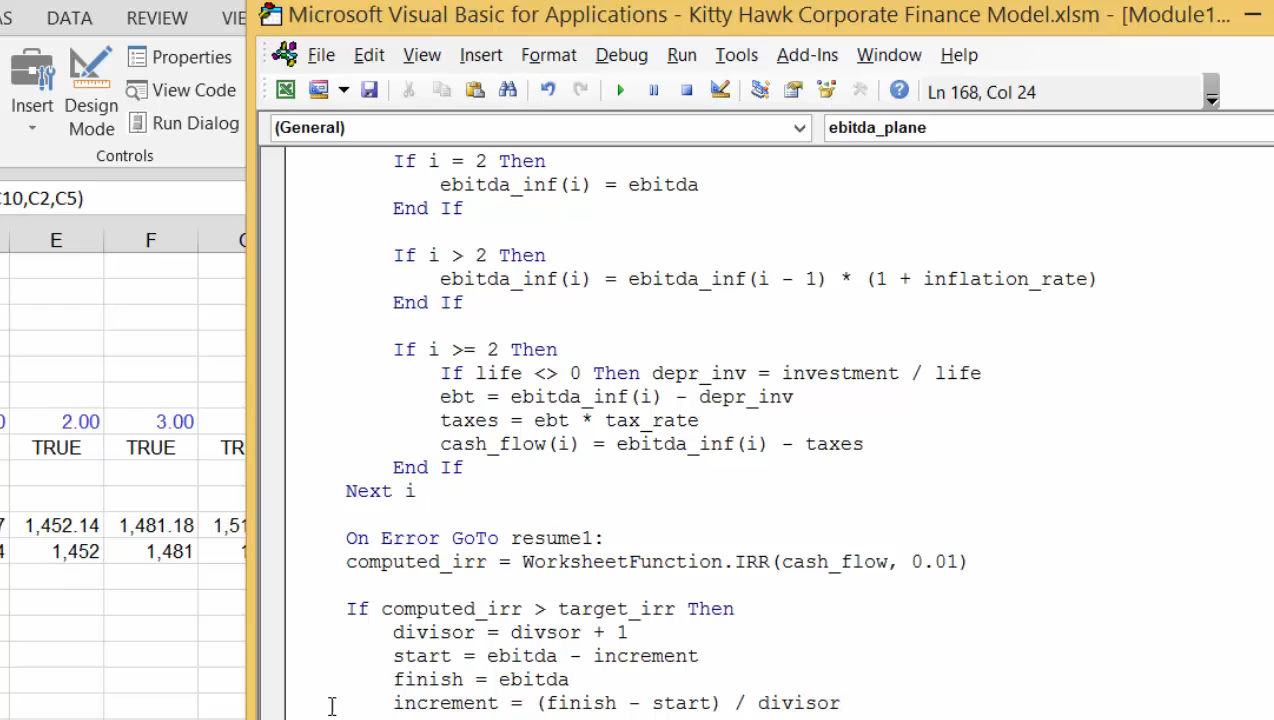 AS DATA REVIEW VIE
Insert
Design
Mode
Properties
View Code
Run Dialog
Controls
C10,C2,C5)
E F
2.00 3.00
TRUE TRUE TR
1,452.14 1,481.18 1,51
1,452 1,481
Microsoft Visual Basic for Applications - Kitty Hawk Corporate Finance Model.xlsm - [Module1...
File Edit View Insert Format Debug Run Tools Add-Ins Window Help
Ln 168, Col 24
(General) ebitda_plane
If i = 2 Then
ebitda_inf(i) = ebitda
End If
If i > 2 Then
ebitda_inf(i) = ebitda_inf(i - 1) * (1 + inflation_rate)
End If
If i >= 2 Then
If life <> 0 Then depr_inv = investment / life
ebt = ebitda_inf(i) - depr_inv
taxes = ebt * tax_rate
cash_flow(i) = ebitda_inf(i) - taxes
End If
Next i
On Error GoTo resume1:
computed_irr = WorksheetFunction.IRR(cash_flow, 0.01)
If computed_irr > target_irr Then
divisor = divsor + 1
start = ebitda - increment
finish = ebitda
increment = (finish - start) / divisor